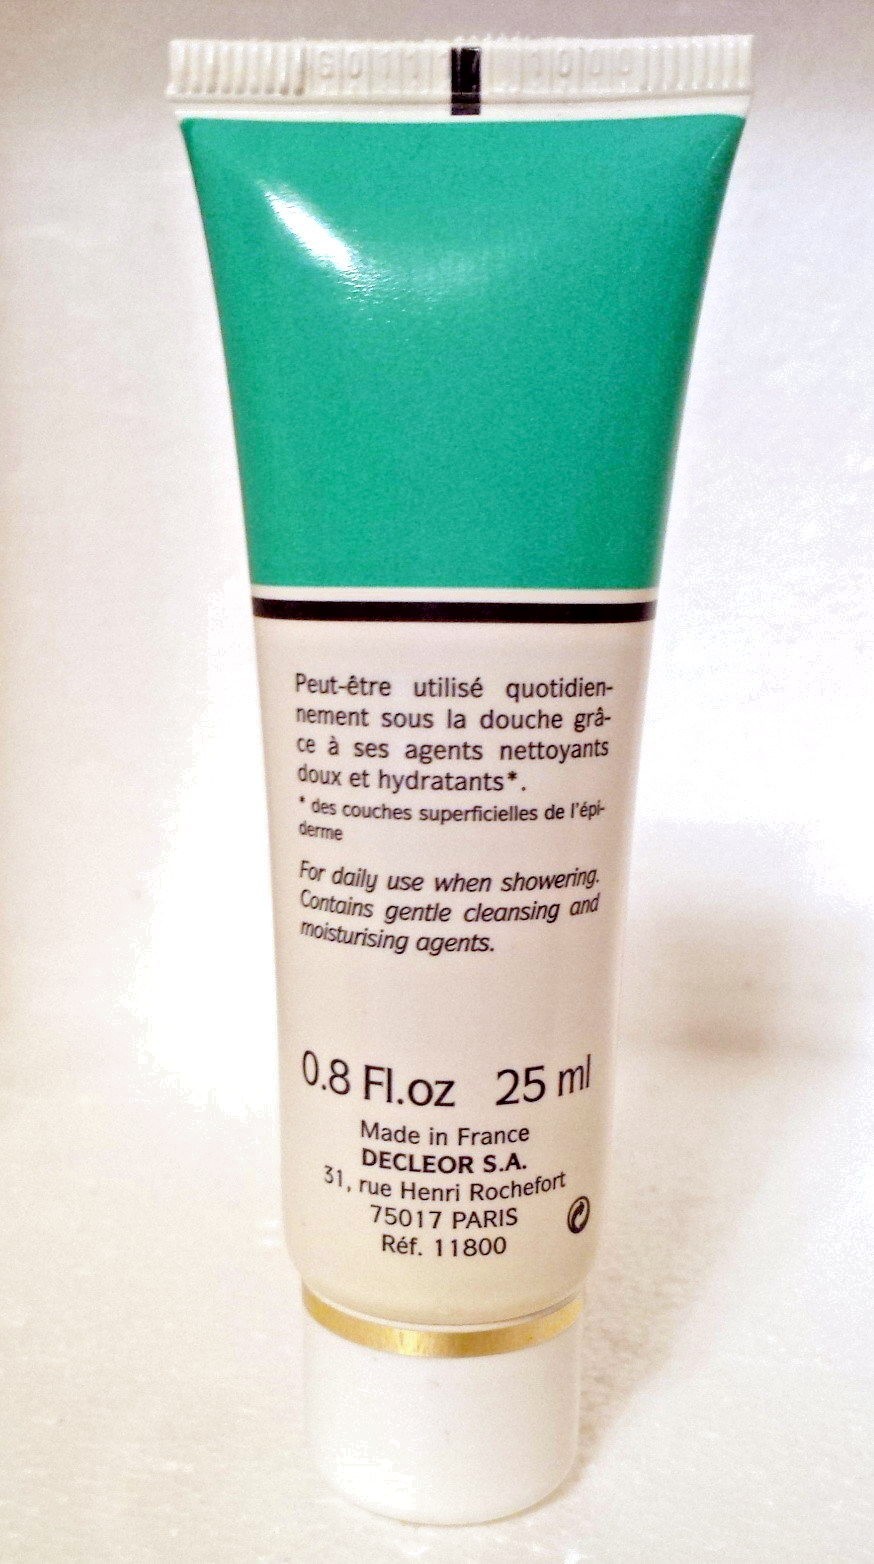 Peut-être utilisé quotidien-
nement sous la douche grâ-
ce à ses agents nettoyants
doux et hydratants*.
* des couches superficielles de l'épi-
derme
For daily use when showering.
Contains gentle cleansing and
moisturising agents.
0.8 Fl.oz 25 ml
Made in France
DECLEOR S.A.
31, rue Henri Rochefort
75017 PARIS
Réf. 11800